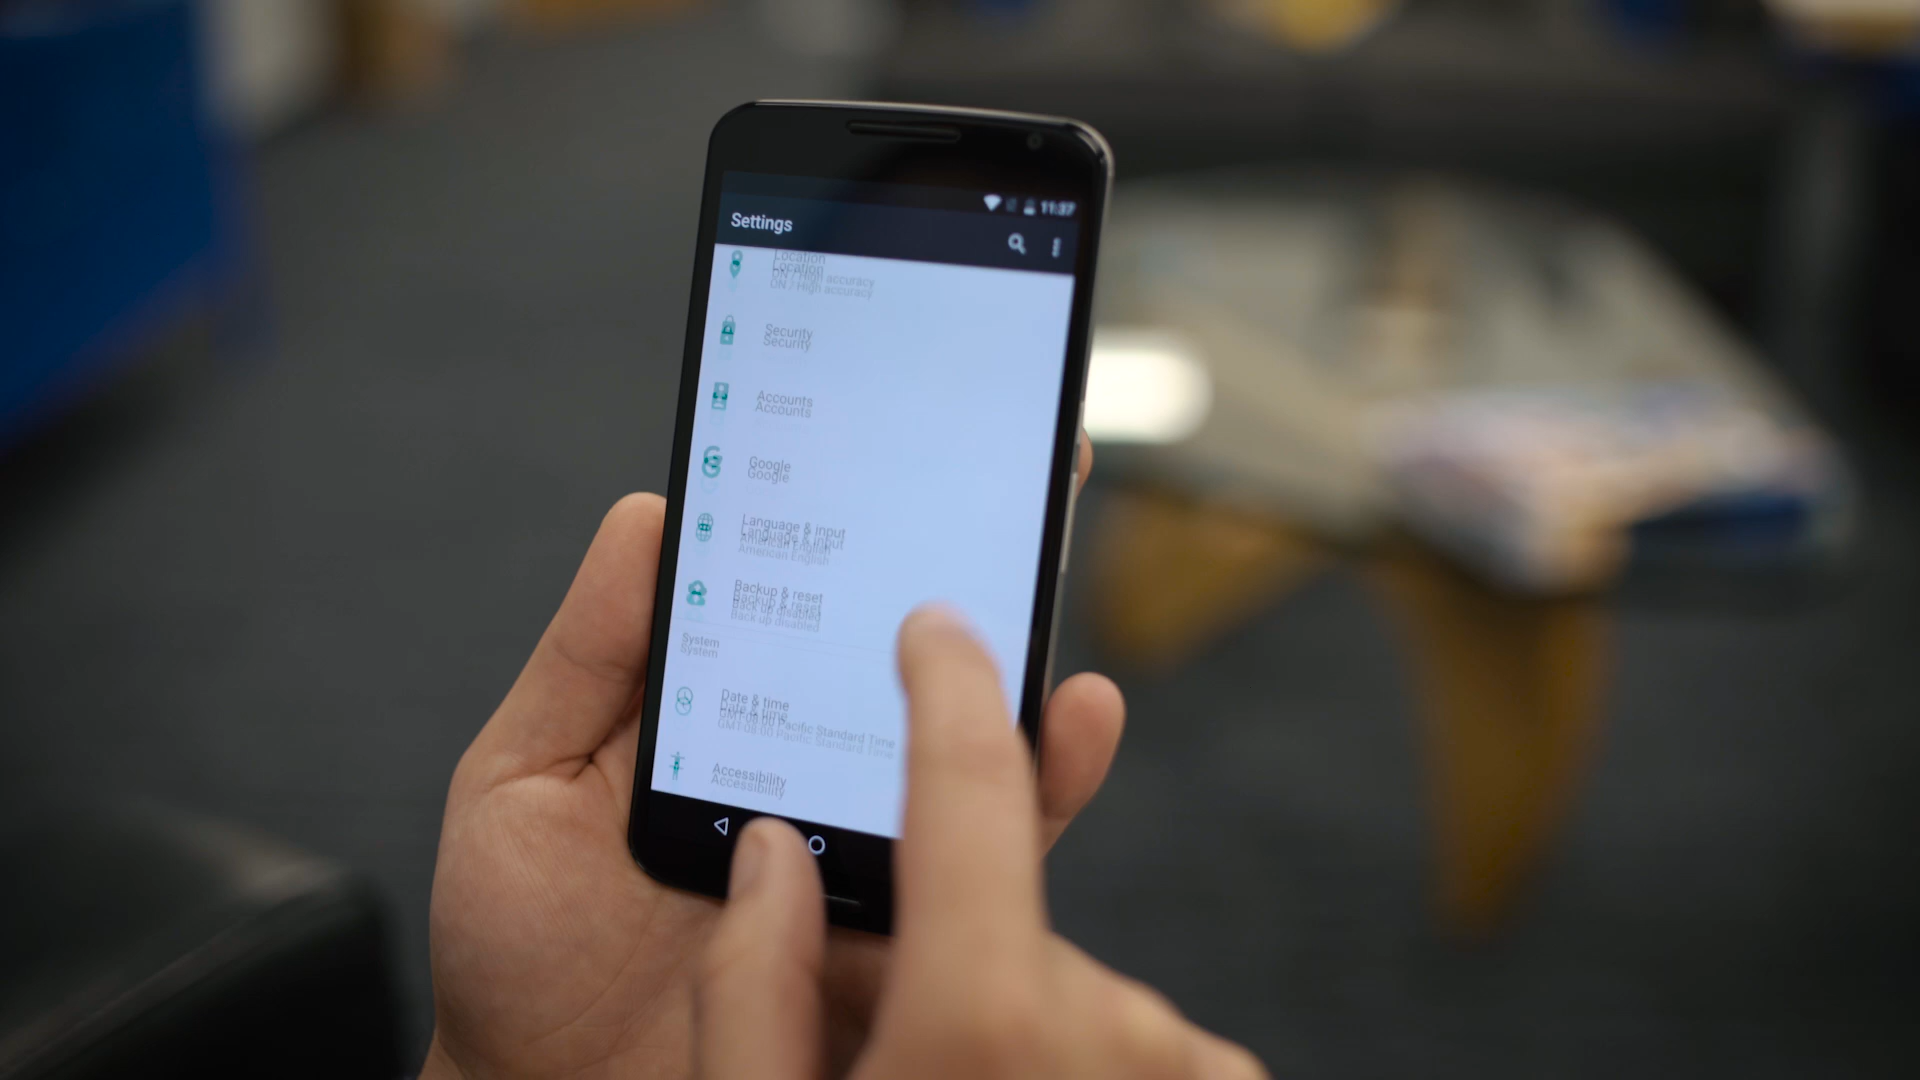 11:37
Settings
Location
ON / High accuracy
Security
Accounts
Google
Language & input
American English
Backup & reset
Back up disabled
System
Date & time
GMT-08:00 Pacific Standard Time
Accessibility